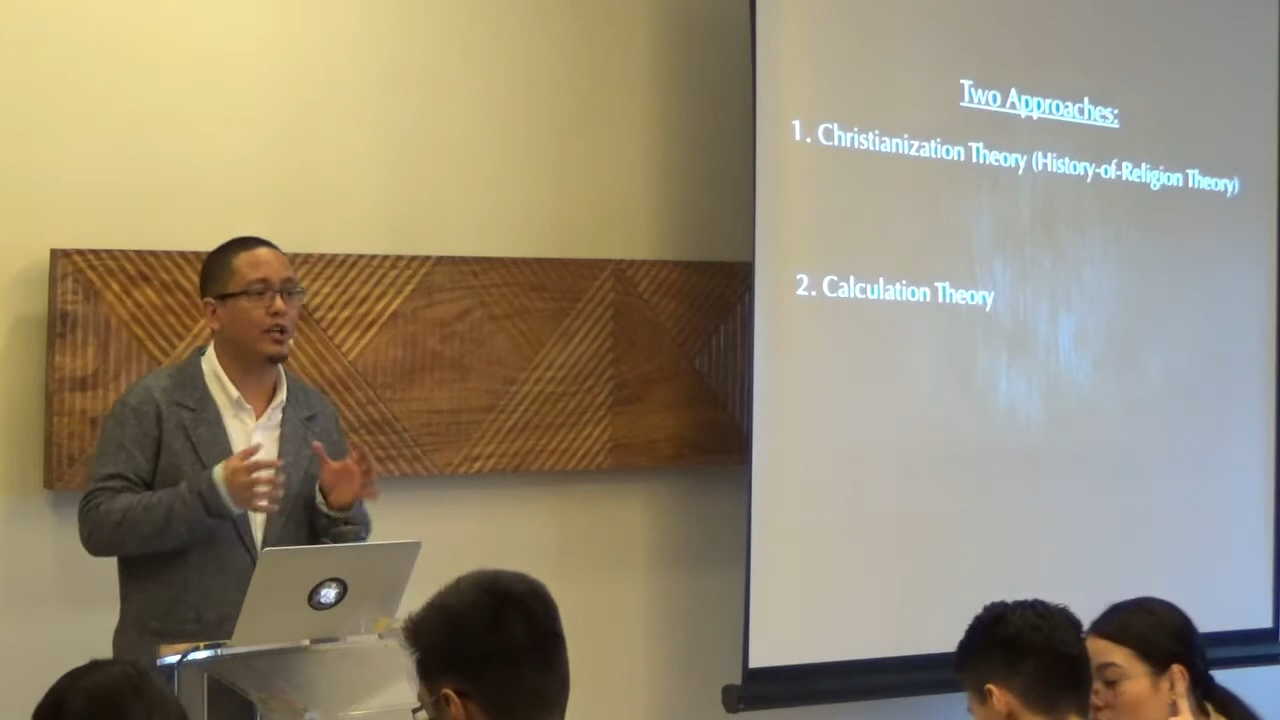 Two Approaches:
1. Christianization Theory (History-of-Religion Theory)
2. Calculation Theory